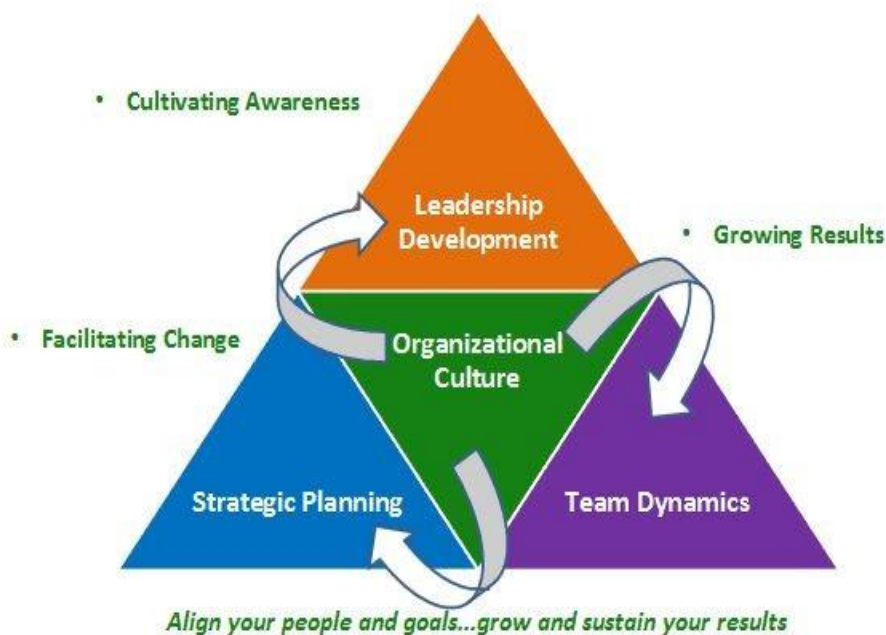 • Cultivating Awareness
Leadership
Development
• Growing Results
• Facilitating Change
Organizational
Culture
Strategic Planning
Team Dynamics
Align your people and goals...grow and sustain your results